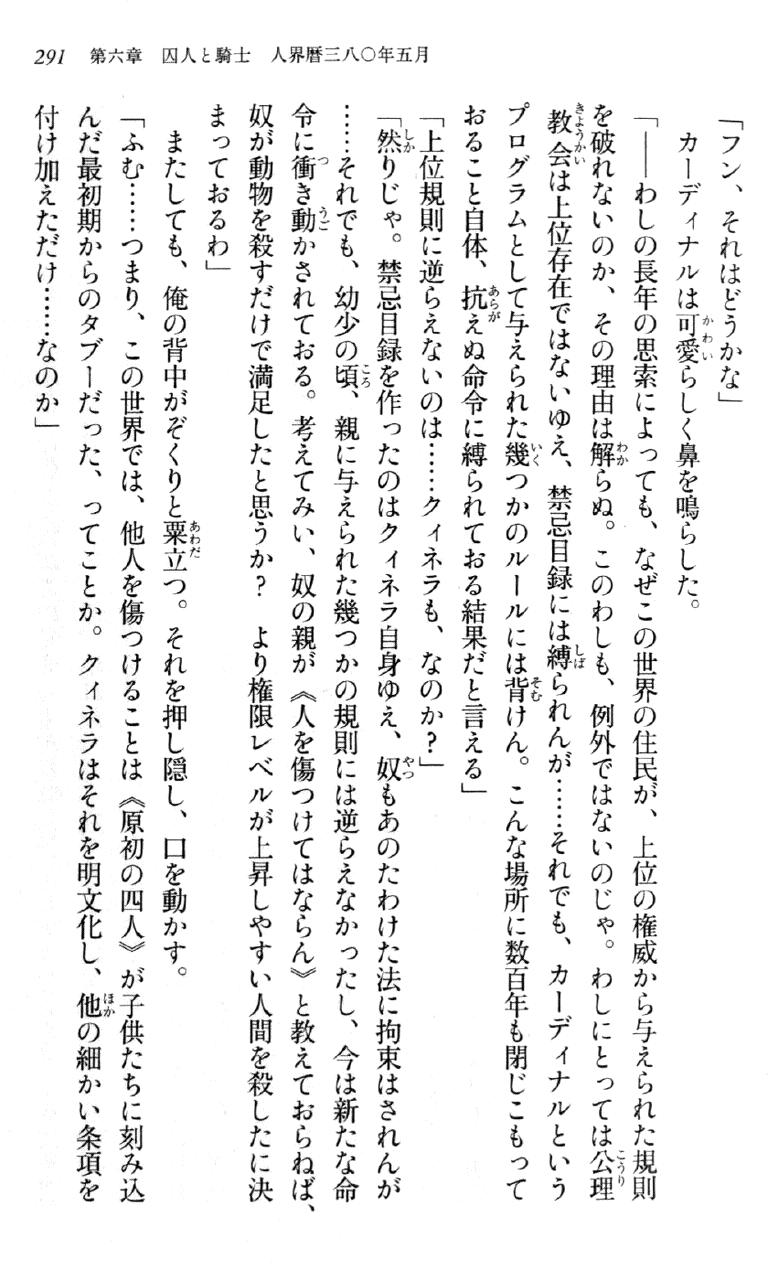 291 第六章 囚人と騎士 人界暦三八〇年五月
「フン、それはどうかな」
　カーディナルは可愛らしく鼻を鳴らした。
「――わしの長年の思索によっても、なぜこの世界の住民が、上位の権威から与えられた規則
を破れないのか、その理由は解らぬ。このわしも、例外ではないのじゃ。わしにとっては公理
教会は上位存在ではないゆえ、禁忌目録には縛られんが……それでも、カーディナルという
プログラムとして与えられた幾つかのルールには背けん。こんな場所に数百年も閉じこもって
おること自体、抗えぬ命令に縛られておる結果だと言える」
「上位規則に逆らえないのは……クィネラも、なのか？」
「然りじゃ。禁忌目録を作ったのはクィネラ自身ゆえ、奴もあのたわけた法に拘束はされんが
……それでも、幼少の頃、親に与えられた幾つかの規則には逆らえなかったし、今は新たな命
令に衝き動かされておる。考えてみい、奴の親が《人を傷つけてはならん》と教えておらねば、
奴が動物を殺すだけで満足したと思うか？　より権限レベルが上昇しやすい人間を殺したに決
まっておるわ」
　またしても、俺の背中がぞくりと粟立つ。それを押し隠し、口を動かす。
「ふむ……つまり、この世界では、他人を傷つけることは《原初の四人》が子供たちに刻み込
んだ最初期からのタブーだった、ってことか。クィネラはそれを明文化し、他の細かい条項を
付け加えただけ……なのか」